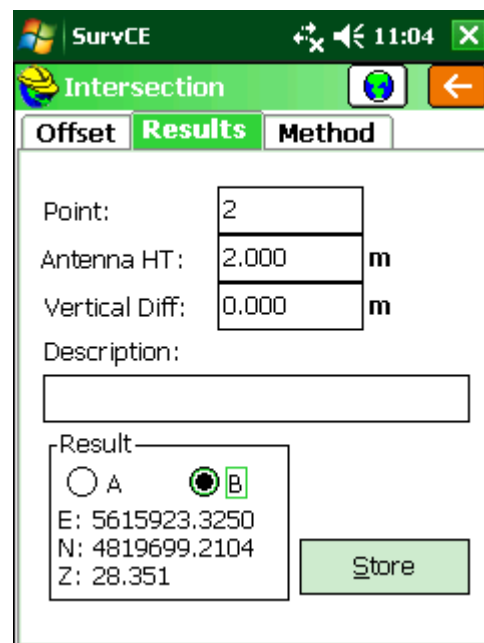 SurvCE 11:04
Intersection
Offset Results Method
Point: 2
Antenna HT: 2.000 m
Vertical Diff: 0.000 m
Description:
Result
A B
E: 5615923.3250
N: 4819699.2104
Z: 28.351
Store